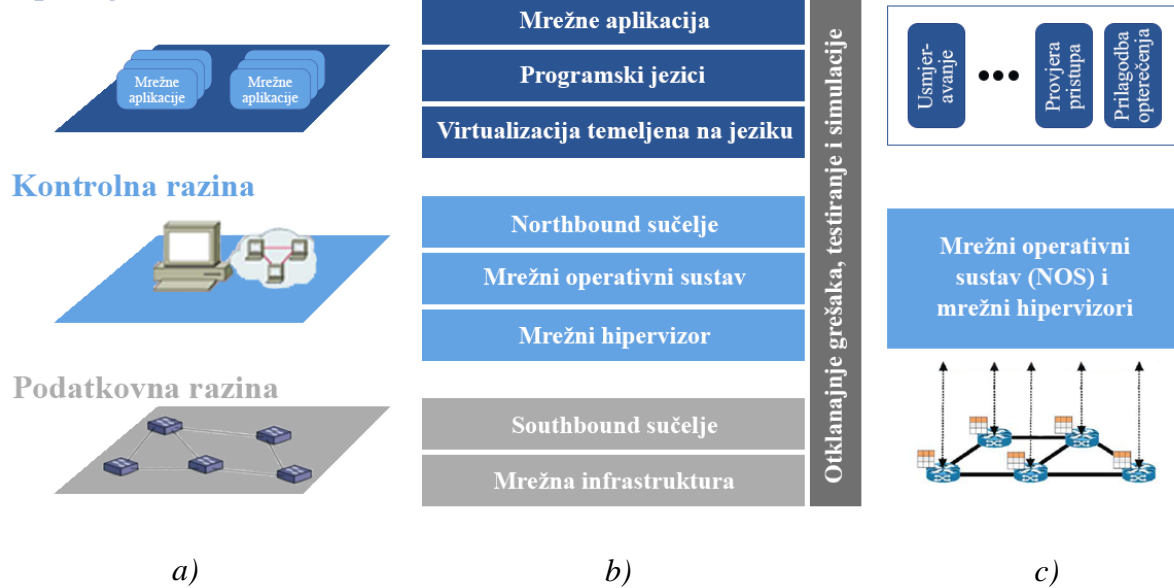 Mrežne
aplikacije
Mrežne
aplikacije
Kontrolna razina
Podatkovna razina
a)
Mrežne aplikacija
Programski jezici
Virtualizacija temeljena na jeziku
Northbound sučelje
Mrežni operativni sustav
Mrežni hipervizor
Southbound sučelje
Mrežna infrastruktura
b)
Otklanajnje grešaka, testiranje i simulacije
Usmjer-
avanje
Provjera
pristupa
Prilagodba
opterećenja
Mrežni operativni
sustav (NOS) i
mrežni hipervizori
c)